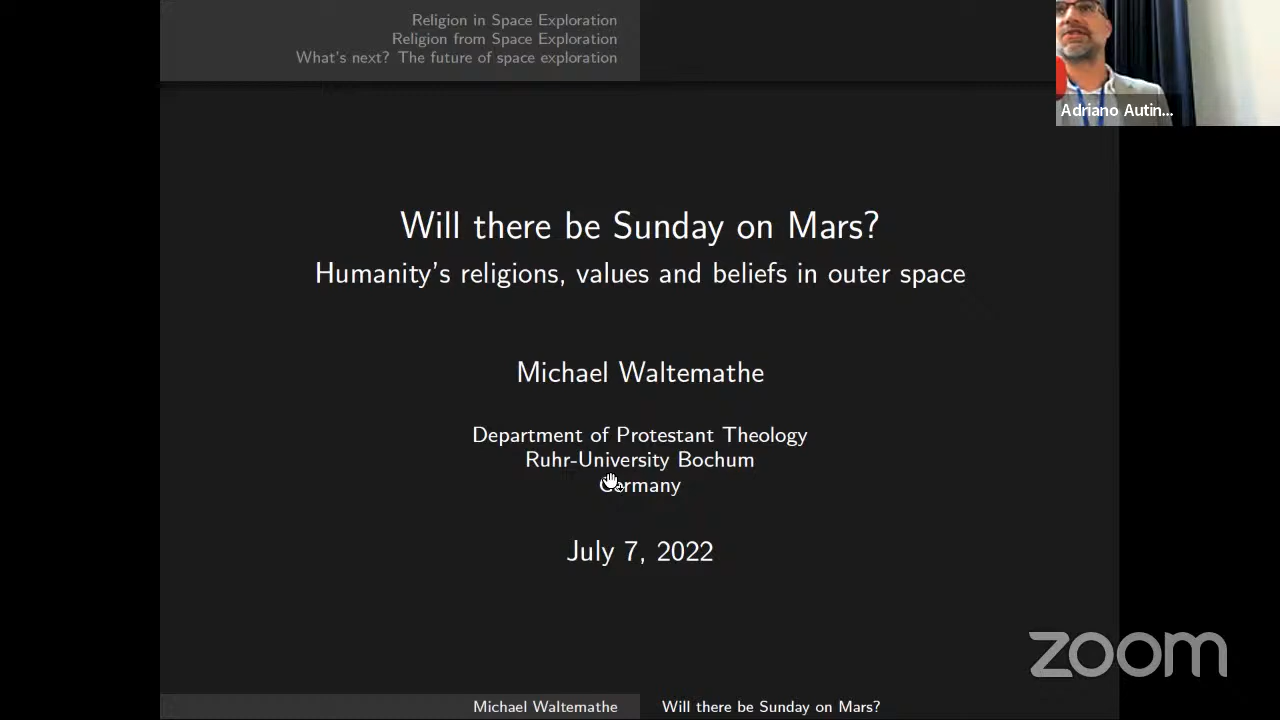 Religion in Space Exploration
Religion from Space Exploration
What's next? The future of space exploration
Adriano Autin...
Will there be Sunday on Mars?
Humanity's religions, values and beliefs in outer space
Michael Waltemathe
Department of Protestant Theology
Ruhr-University Bochum
Germany
July 7, 2022
zoom
Michael Waltemathe
Will there be Sunday on Mars?